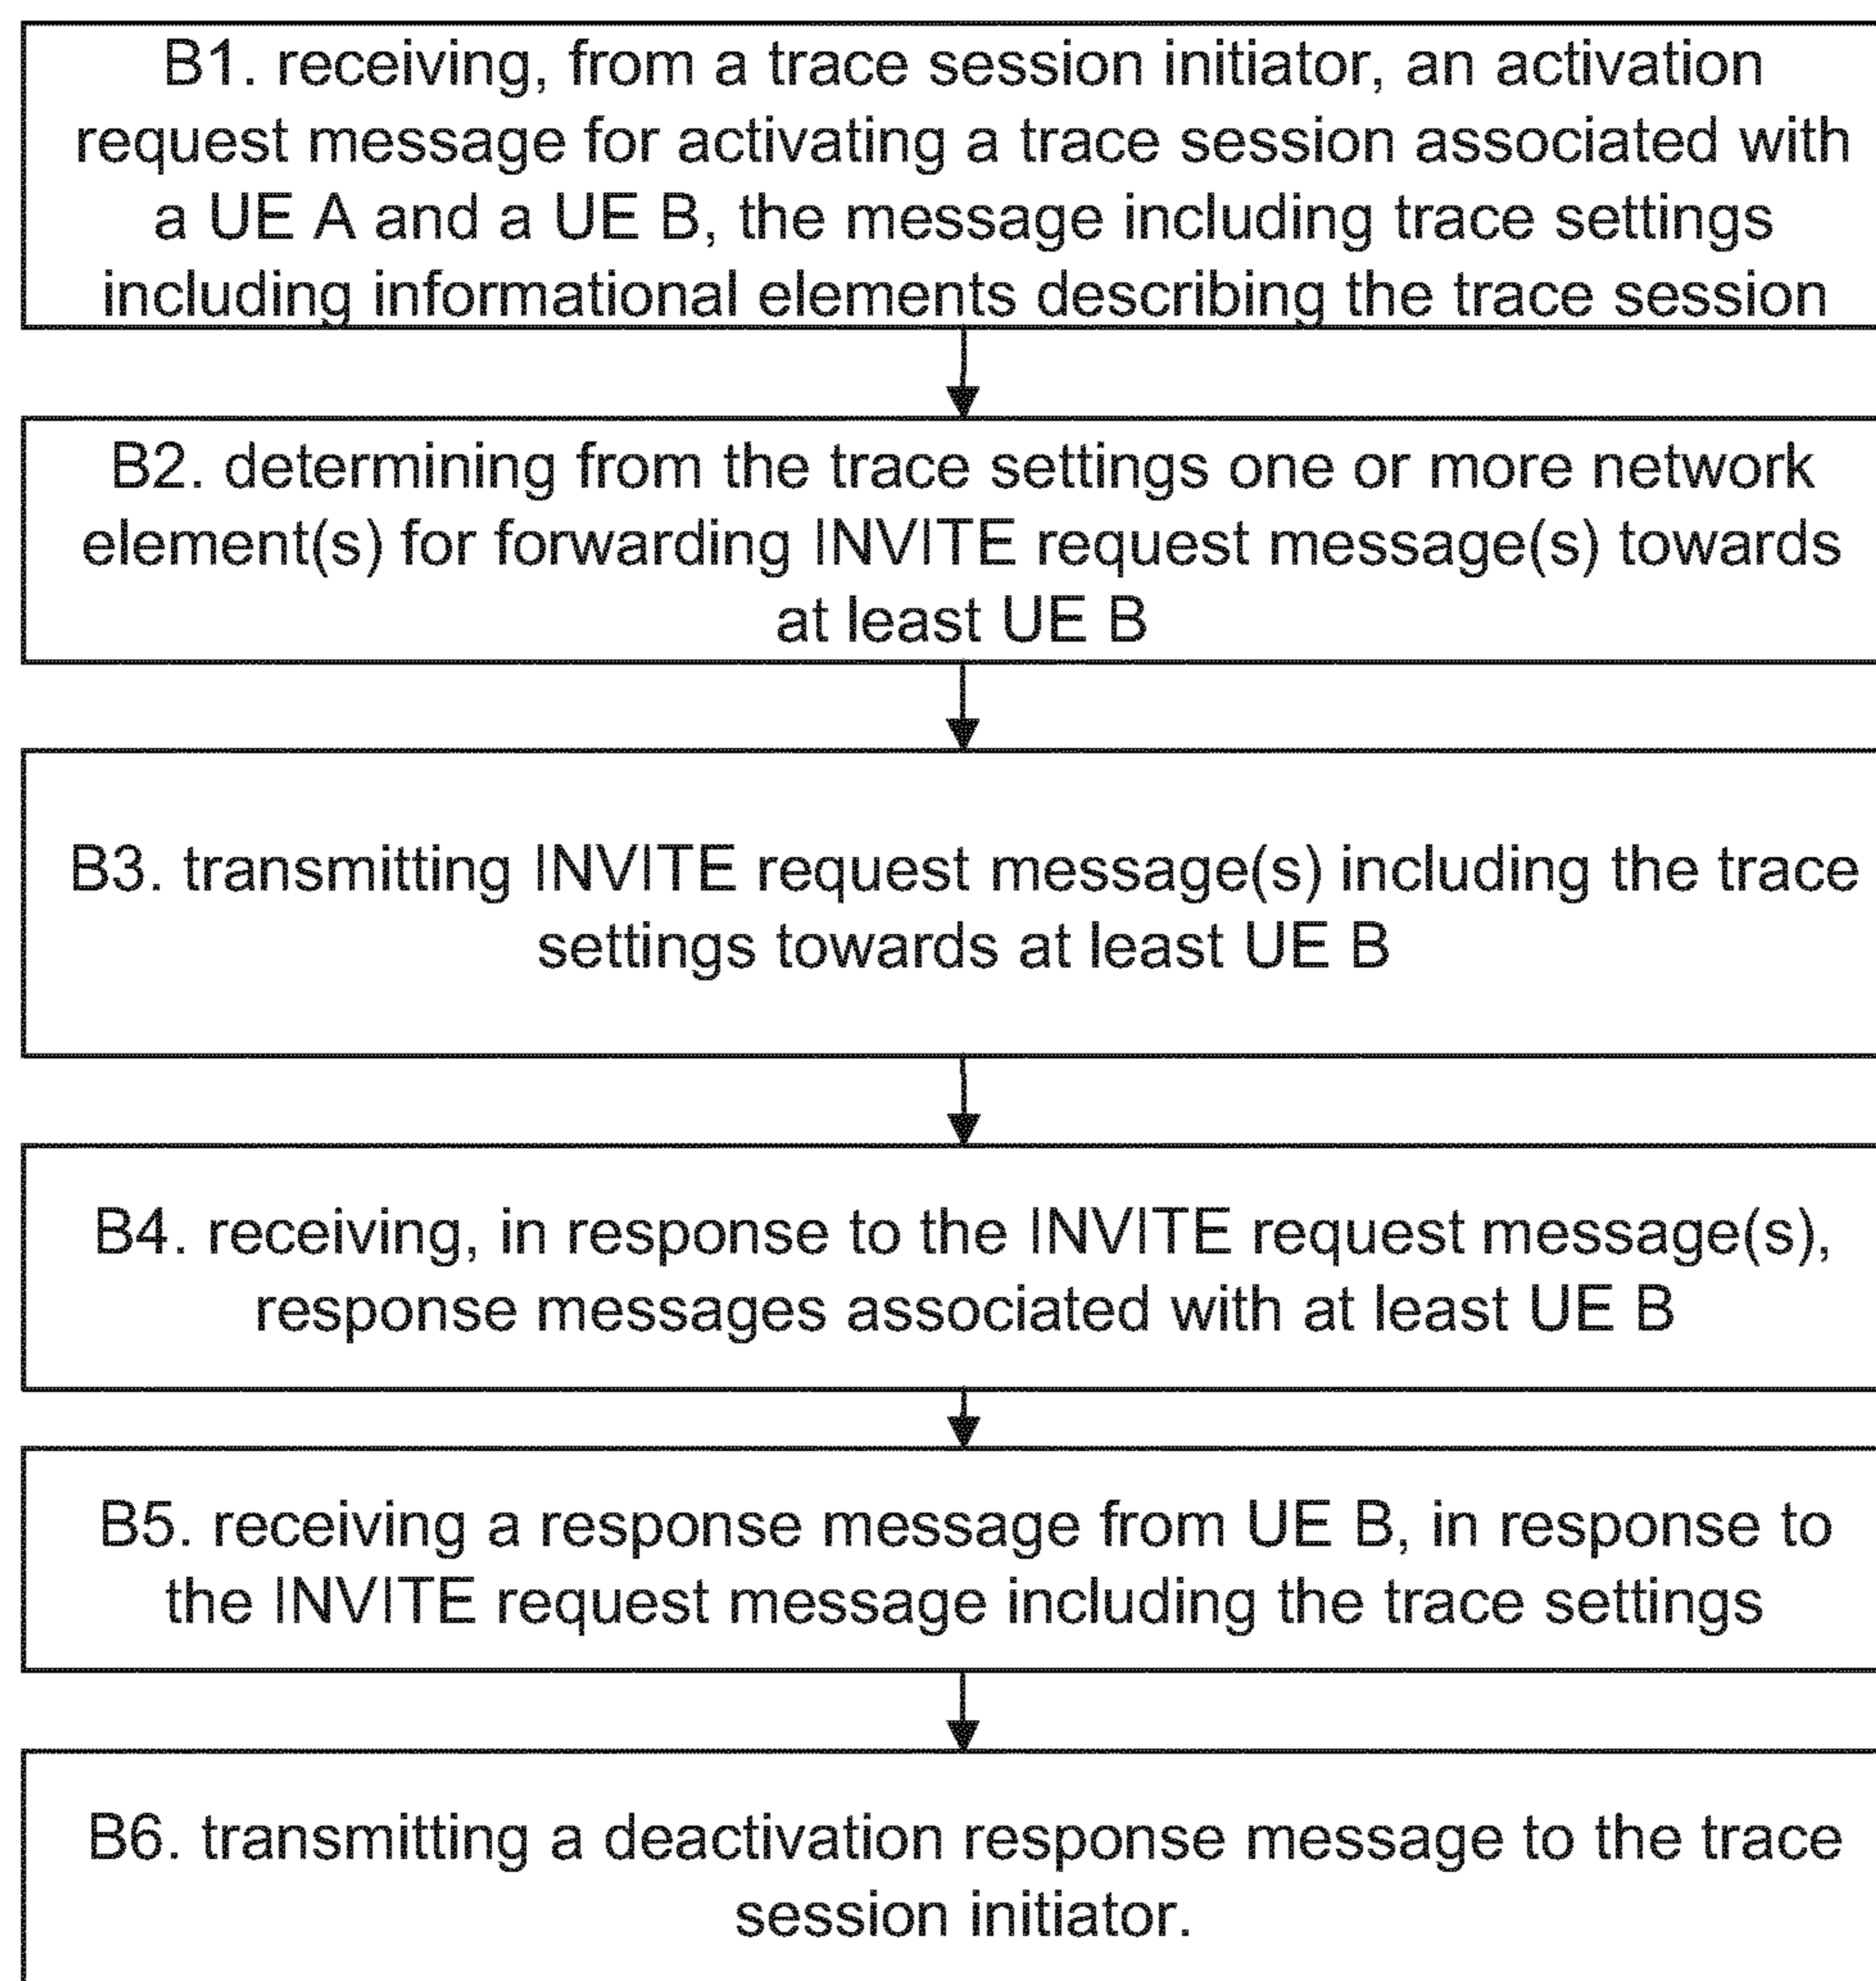 B1. receiving, from a trace session initiator, an activation
request message for activating a trace session associated with
a UE A and a UE B, the message including trace settings
including informational elements describing the trace session
B2. determining from the trace settings one or more network
element(s) for forwarding INVITE request message(s) towards
at least UE B
B3. transmitting INVITE request message(s) including the trace
settings towards at least UE B
B4. receiving, in response to the INVITE request message(s),
response messages associated with at least UE B
B5. receiving a response message from UE B, in response to
the INVITE request message including the trace settings
B6. transmitting a deactivation response message to the trace
session initiator.